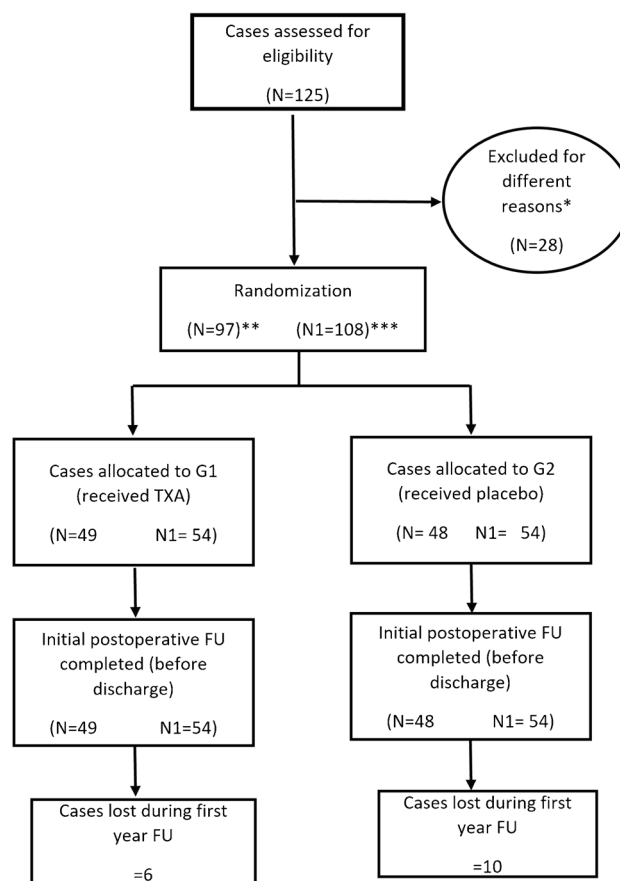 Cases assessed for
eligibility
(N=125)
Excluded for
different
reasons*
(N=28)
Randomization
(N=97)** (N1=108)***
Cases allocated to G1
(received TXA)
(N=49 N1= 54)
Cases allocated to G2
(received placebo)
(N= 48 N1= 54)
Initial postoperative FU
completed (before
discharge)
(N=49 N1=54)
Initial postoperative FU
completed (before
discharge)
(N=48 N1= 54)
Cases lost during first
year FU
=6
Cases lost during first
year FU
=10